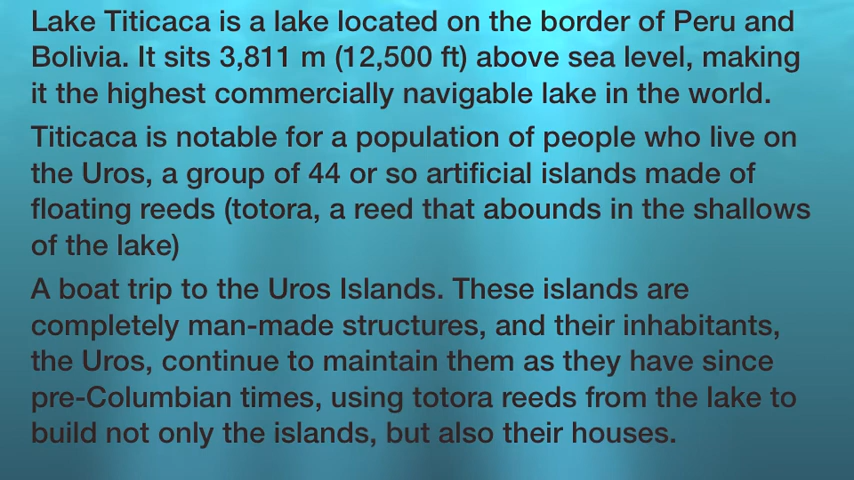 Lake Titicaca is a lake located on the border of Peru and
Bolivia. It sits 3,811 m (12,500 ft) above sea level, making
it the highest commercially navigable lake in the world.
Titicaca is notable for a population of people who live on
the Uros, a group of 44 or so artificial islands made of
floating reeds (totora, a reed that abounds in the shallows
of the lake)
A boat trip to the Uros Islands. These islands are
completely man-made structures, and their inhabitants,
the Uros, continue to maintain them as they have since
pre-Columbian times, using totora reeds from the lake to
build not only the islands, but also their houses.